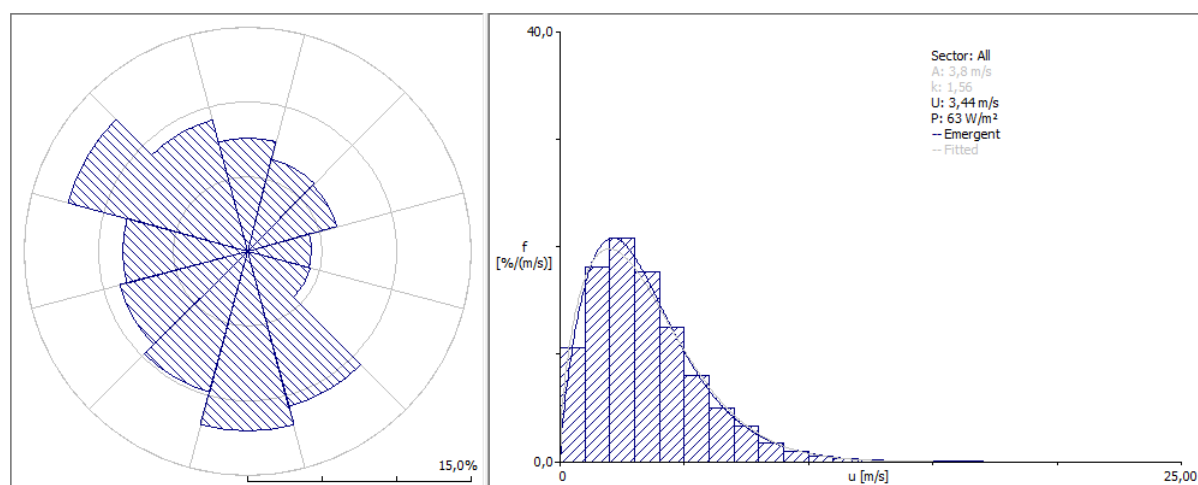 15,0%
40,0
f
[%/(m/s)]
0,0
0
u [m/s]
25,00
Sector: All
A: 3,8 m/s
k: 1,56
U: 3,44 m/s
P: 63 W/m²
-- Emergent
-- Fitted